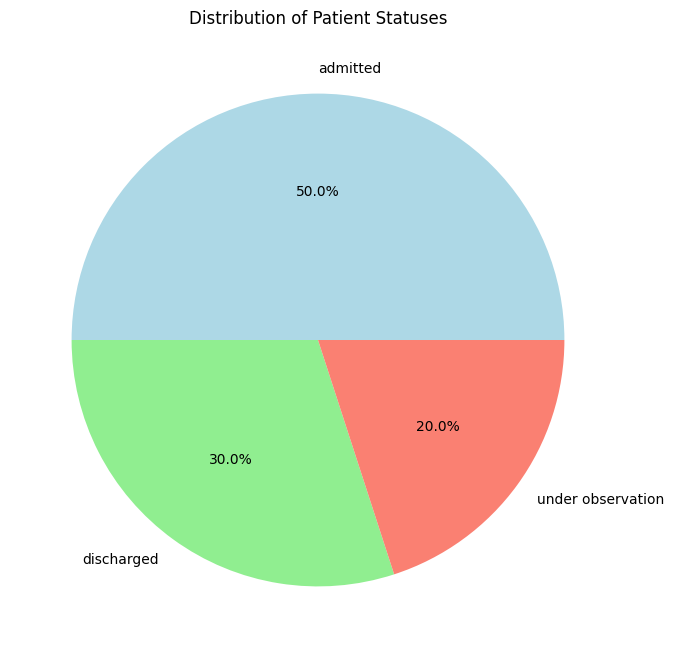 Distribution of Patient Statuses
admitted
50.0%
20.0%
30.0%
under observation
discharged